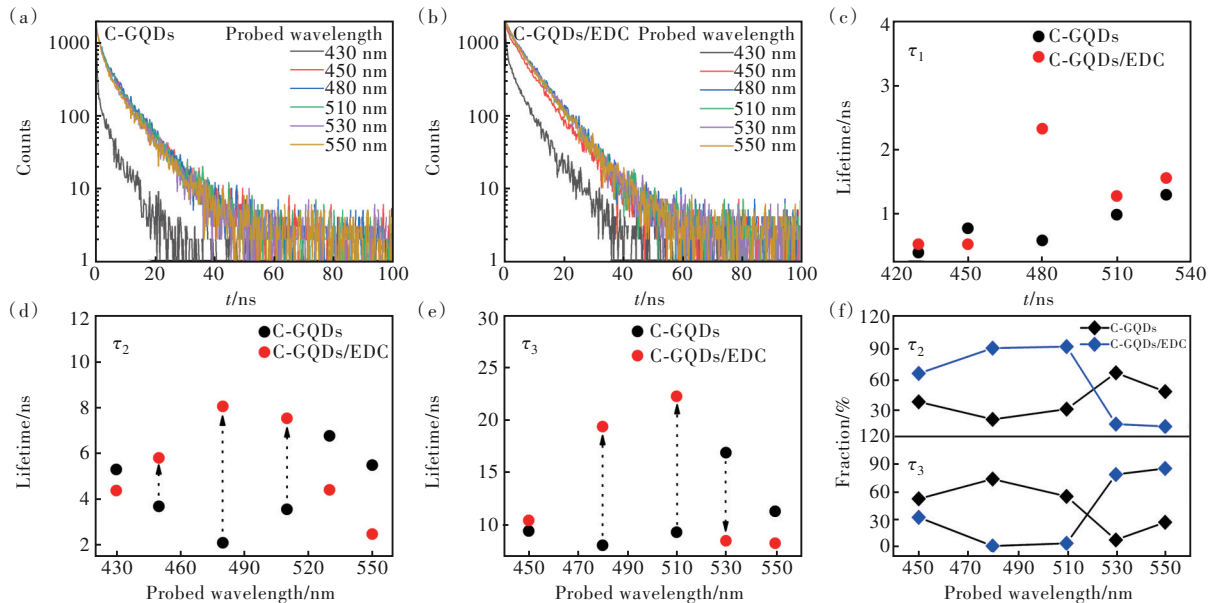 (a)
C-GQDs Probed wavelength
430 nm
450 nm
480 nm
510 nm
530 nm
550 nm
1000
100
10
1
Counts
0 20 40 60 80 100
t/ns
(b)
C-GQDs/EDC Probed wavelength
430 nm
450 nm
480 nm
510 nm
530 nm
550 nm
1000
100
10
1
Counts
0 20 40 60 80 100
t/ns
(c)
τ1
C-GQDs
C-GQDs/EDC
4
2
1
Lifetime/ns
420 450 480 510 540
t/ns
(d)
τ2
C-GQDs
C-GQDs/EDC
12
10
8
6
4
2
Lifetime/ns
430 460 490 520 550
Probed wavelength/nm
(e)
τ3
C-GQDs
C-GQDs/EDC
30
25
20
15
10
Lifetime/ns
450 470 490 510 530 550
Probed wavelength/nm
(f)
τ2
C-GQDs
C-GQDs/EDC
120
90
60
30
120
τ3
90
60
30
0
Fraction/%
450 470 490 510 530 550
Probed wavelength/nm